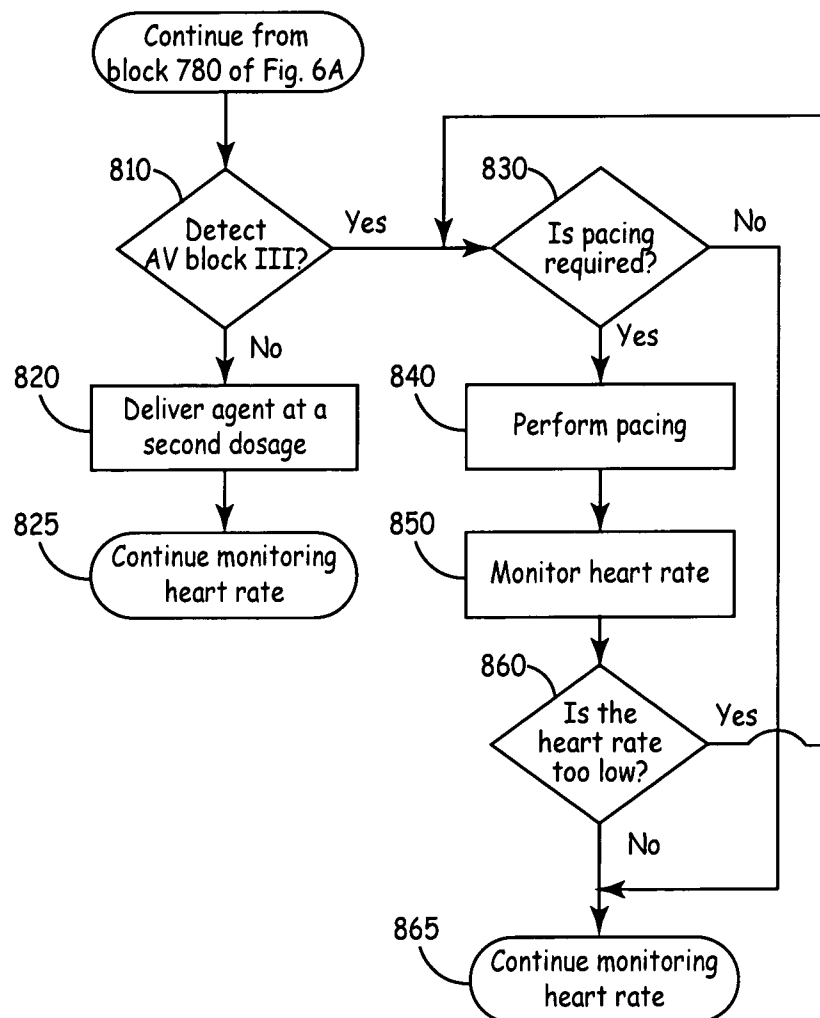 Continue from
block 780 of Fig. 6A
810
Detect
AV block III?
Yes
No
820
Deliver agent at a
second dosage
825
Continue monitoring
heart rate
830
Is pacing
required?
No
Yes
840
Perform pacing
850
Monitor heart rate
860
Is the
heart rate
too low?
Yes
No
865
Continue monitoring
heart rate